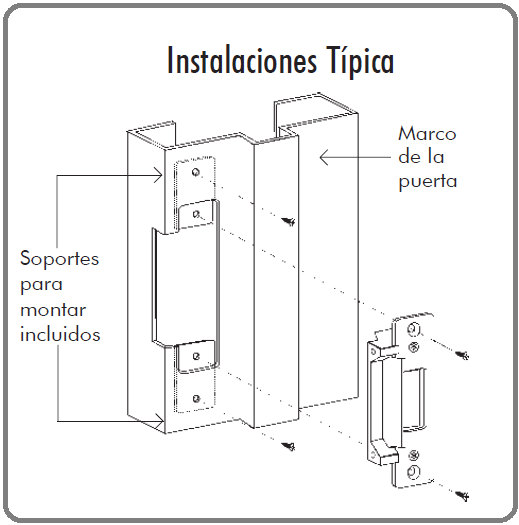 Instalaciones Típica
Marco
de la
puerta
Soportes
para
montar
incluidos